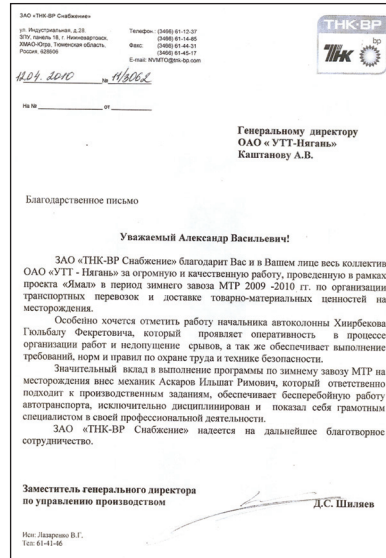 ЗАО «ТНК-ВР Снабжение»
ул. Индустриальная, д.28.
ЗПУ, панель 18, г. Нижневартовск.
ХМАО-Югра, Тюменская область.
Россия, 628606
Телефон: (3466) 61-12-37
(3466) 61-14-65
Факс: (3466) 61-44-31
(3466) 61-45-17
E-mail: NVMTO@tnk-bp.com
ТНК-BP
ТНК bp
12.04.2010 № 11/3062
На № от
Генеральному директору
ОАО « УТТ-Нягань»
Каштанову А.В.
Благодарственное письмо
Уважаемый Александр Васильевич!
ЗАО «ТНК-ВР Снабжение» благодарит Вас и в Вашем лице весь коллектив
ОАО «УТТ - Нягань» за огромную и качественную работу, проведенную в рамках
проекта «Ямал» в период зимнего завоза МТР 2009 -2010 гг. по организации
транспортных перевозок и доставке товарно-материальных ценностей на
месторождения.
Особенно хочется отметить работу начальника автоколонны Хиирбекова
Гюльбалу Фекретовича, который проявляет оперативность в процессе
организации работ и недопущение срывов, а так же обеспечивает выполнение
требований, норм и правил по охране труда и технике безопасности.
Значительный вклад в выполнение программы по зимнему завозу МТР на
месторождения внес механик Аскаров Ильшат Римович, который ответственно
подходит к производственным заданиям, обеспечивает бесперебойную работу
автотранспорта, исключительно дисциплинирован и показал себя грамотным
специалистом в своей профессиональной деятельности.
ЗАО «ТНК-ВР Снабжение» надеется на дальнейшее благотворное
сотрудничество.
Заместитель генерального директора
по управлению производством
Д.С. Шиляев
Исп: Лазаренко В.Г.
Тел: 61-41-46